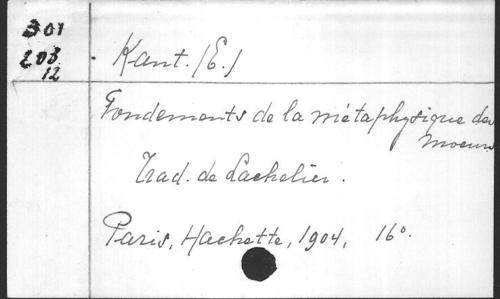 301
203
12
Kant. (E.)
Fondements de la métaphysique des
moeurs
Trad. de Lachelier.
Paris, Hachette, 1904, 16°.